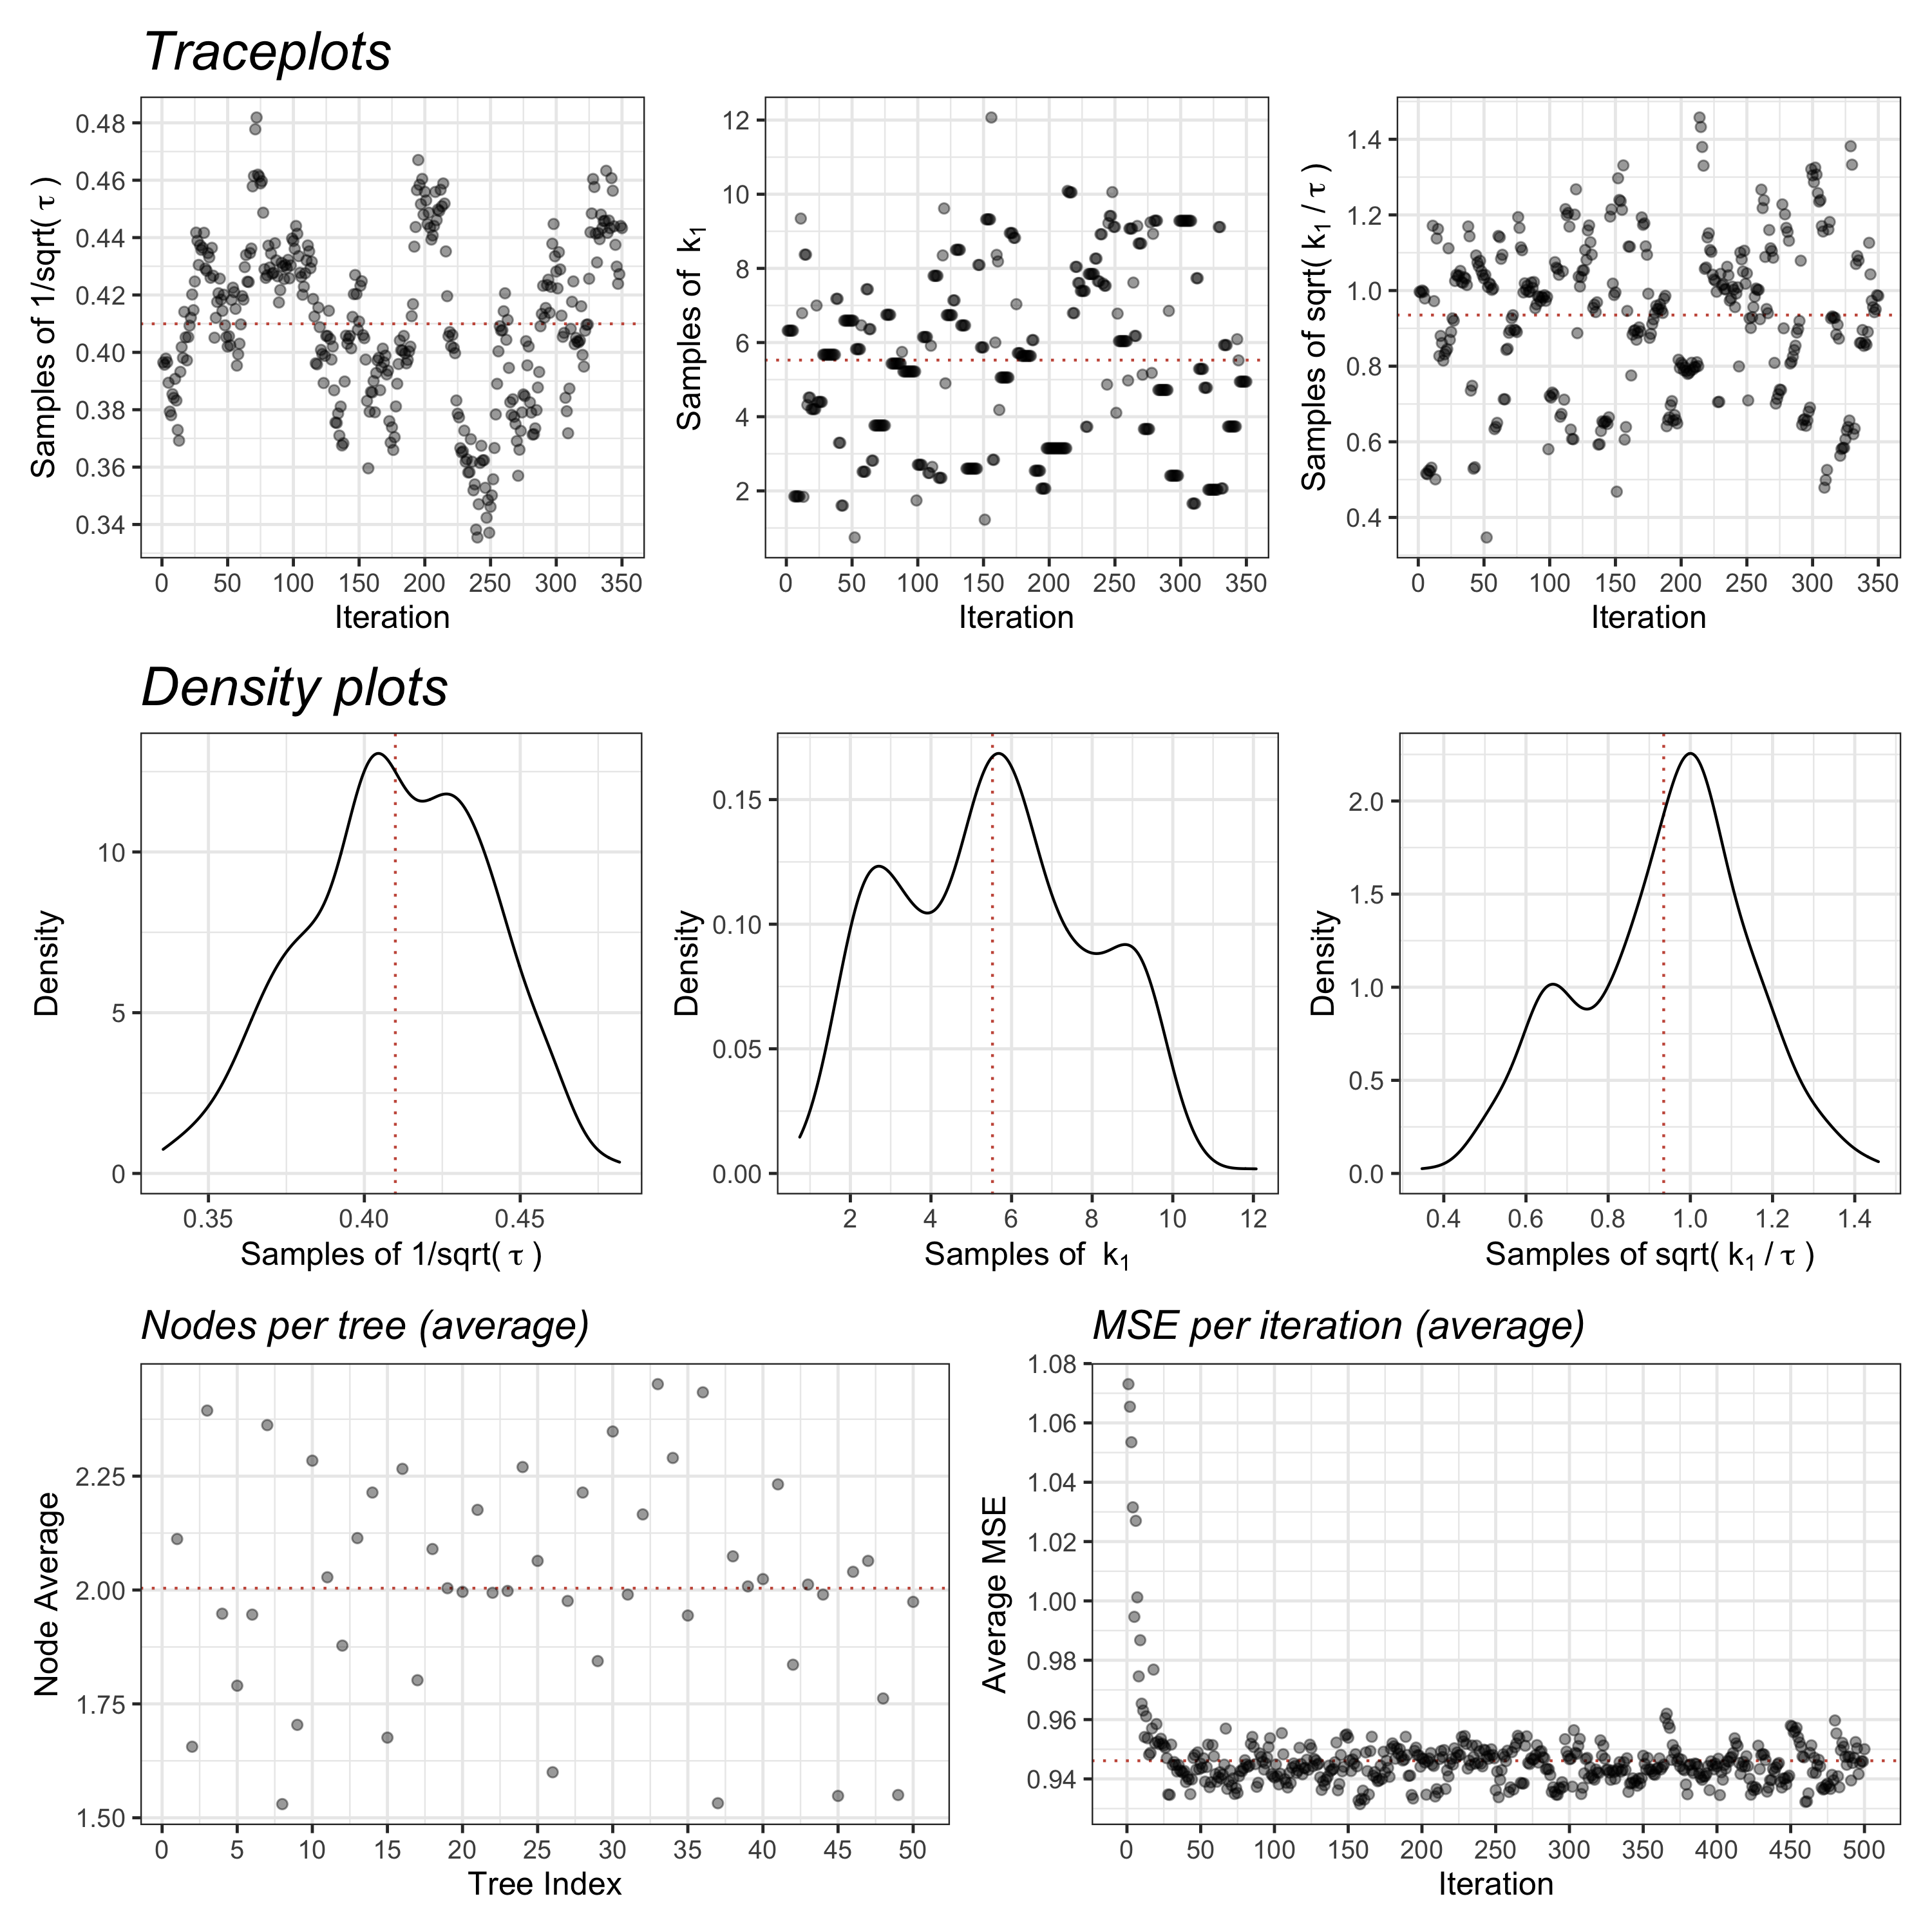 Traceplots
Samples of 1/sqrt( τ )
0.48
0.46
0.44
0.42
0.40
0.38
0.36
0.34
0 50 100 150 200 250 300 350
Iteration
Samples of k₁
12
10
8
6
4
2
0 50 100 150 200 250 300 350
Iteration
Samples of sqrt( k₁ / τ )
1.4
1.2
1.0
0.8
0.6
0.4
0 50 100 150 200 250 300 350
Iteration
Density plots
Density
10
5
0
0.35 0.40 0.45
Samples of 1/sqrt( τ )
Density
0.15
0.10
0.05
0.00
2 4 6 8 10 12
Samples of k₁
Density
2.0
1.5
1.0
0.5
0.0
0.4 0.6 0.8 1.0 1.2 1.4
Samples of sqrt( k₁ / τ )
Nodes per tree (average)
Node Average
2.25
2.00
1.75
1.50
0 5 10 15 20 25 30 35 40 45 50
Tree Index
MSE per iteration (average)
Average MSE
1.08
1.06
1.04
1.02
1.00
0.98
0.96
0.94
0 50 100 150 200 250 300 350 400 450 500
Iteration